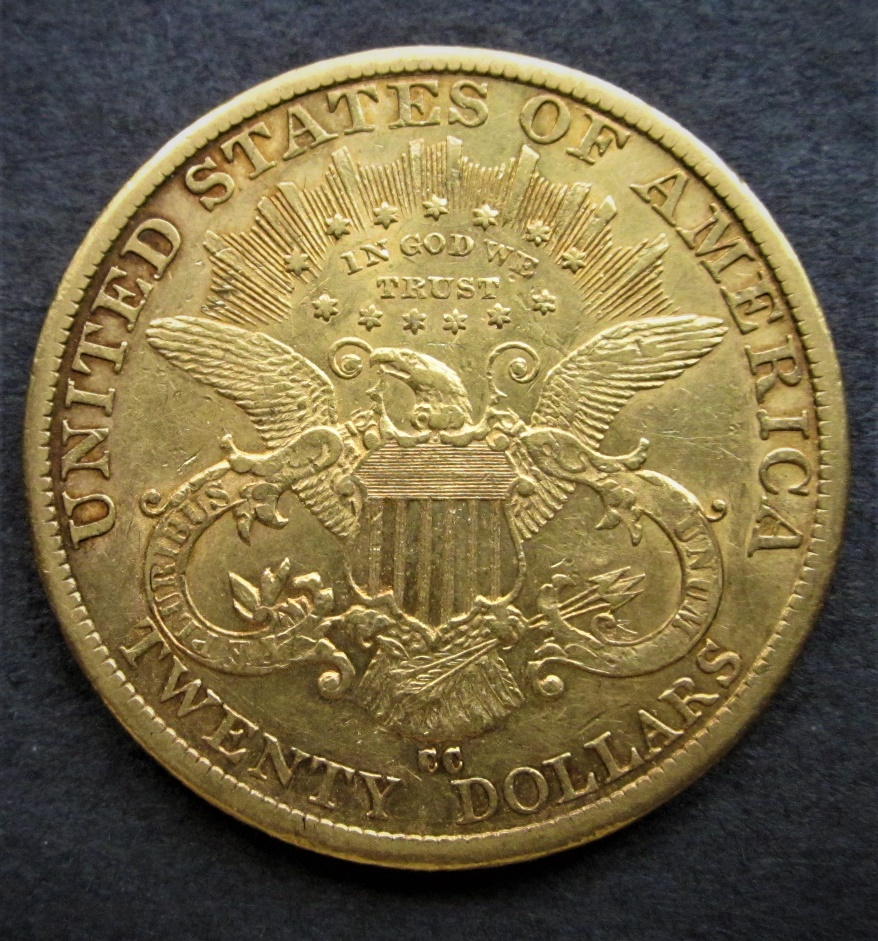 UNITED STATES OF AMERICA
IN GOD WE
TRUST
E PLURIBUS
UNUM
CC
TWENTY DOLLARS